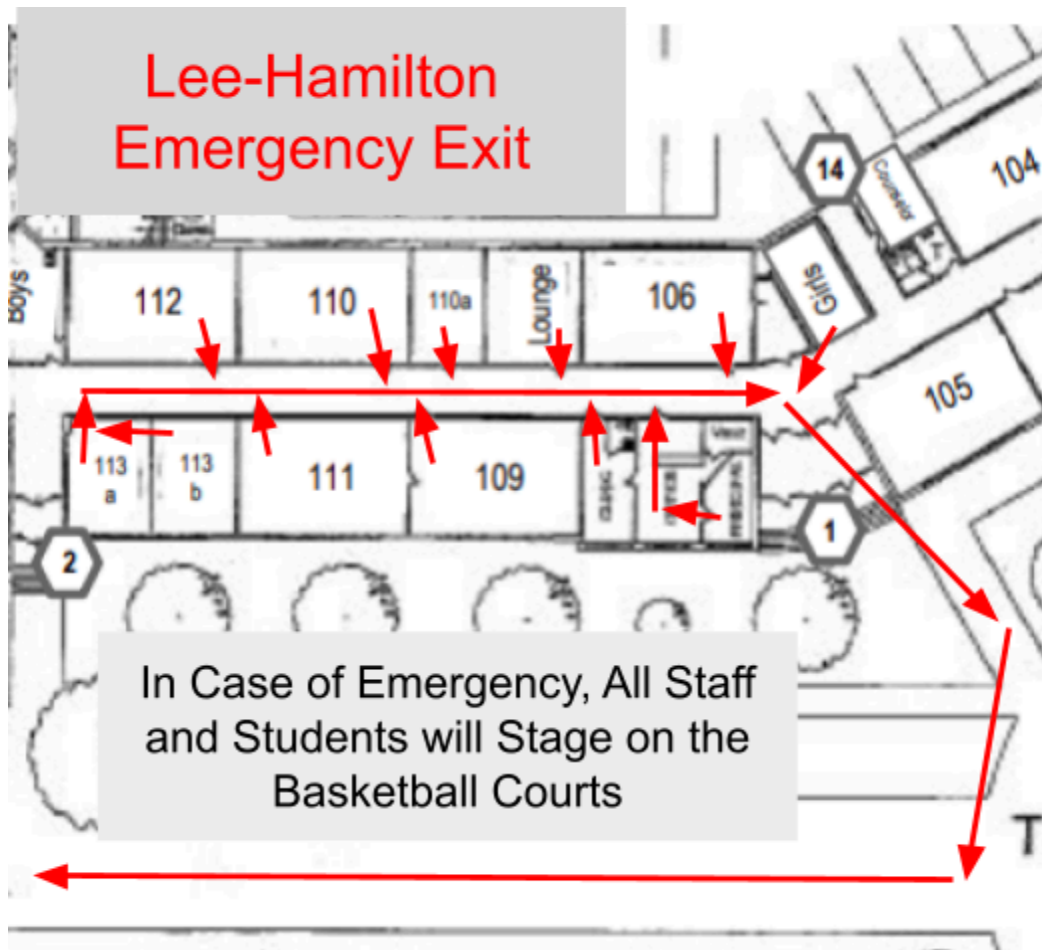 Lee-Hamilton
Emergency Exit
14
Counselor
104
Boys
112
110
110a
Lounge
106
Girls
105
113
a
113
b
111
109
1
2
In Case of Emergency, All Staff
and Students will Stage on the
Basketball Courts
T